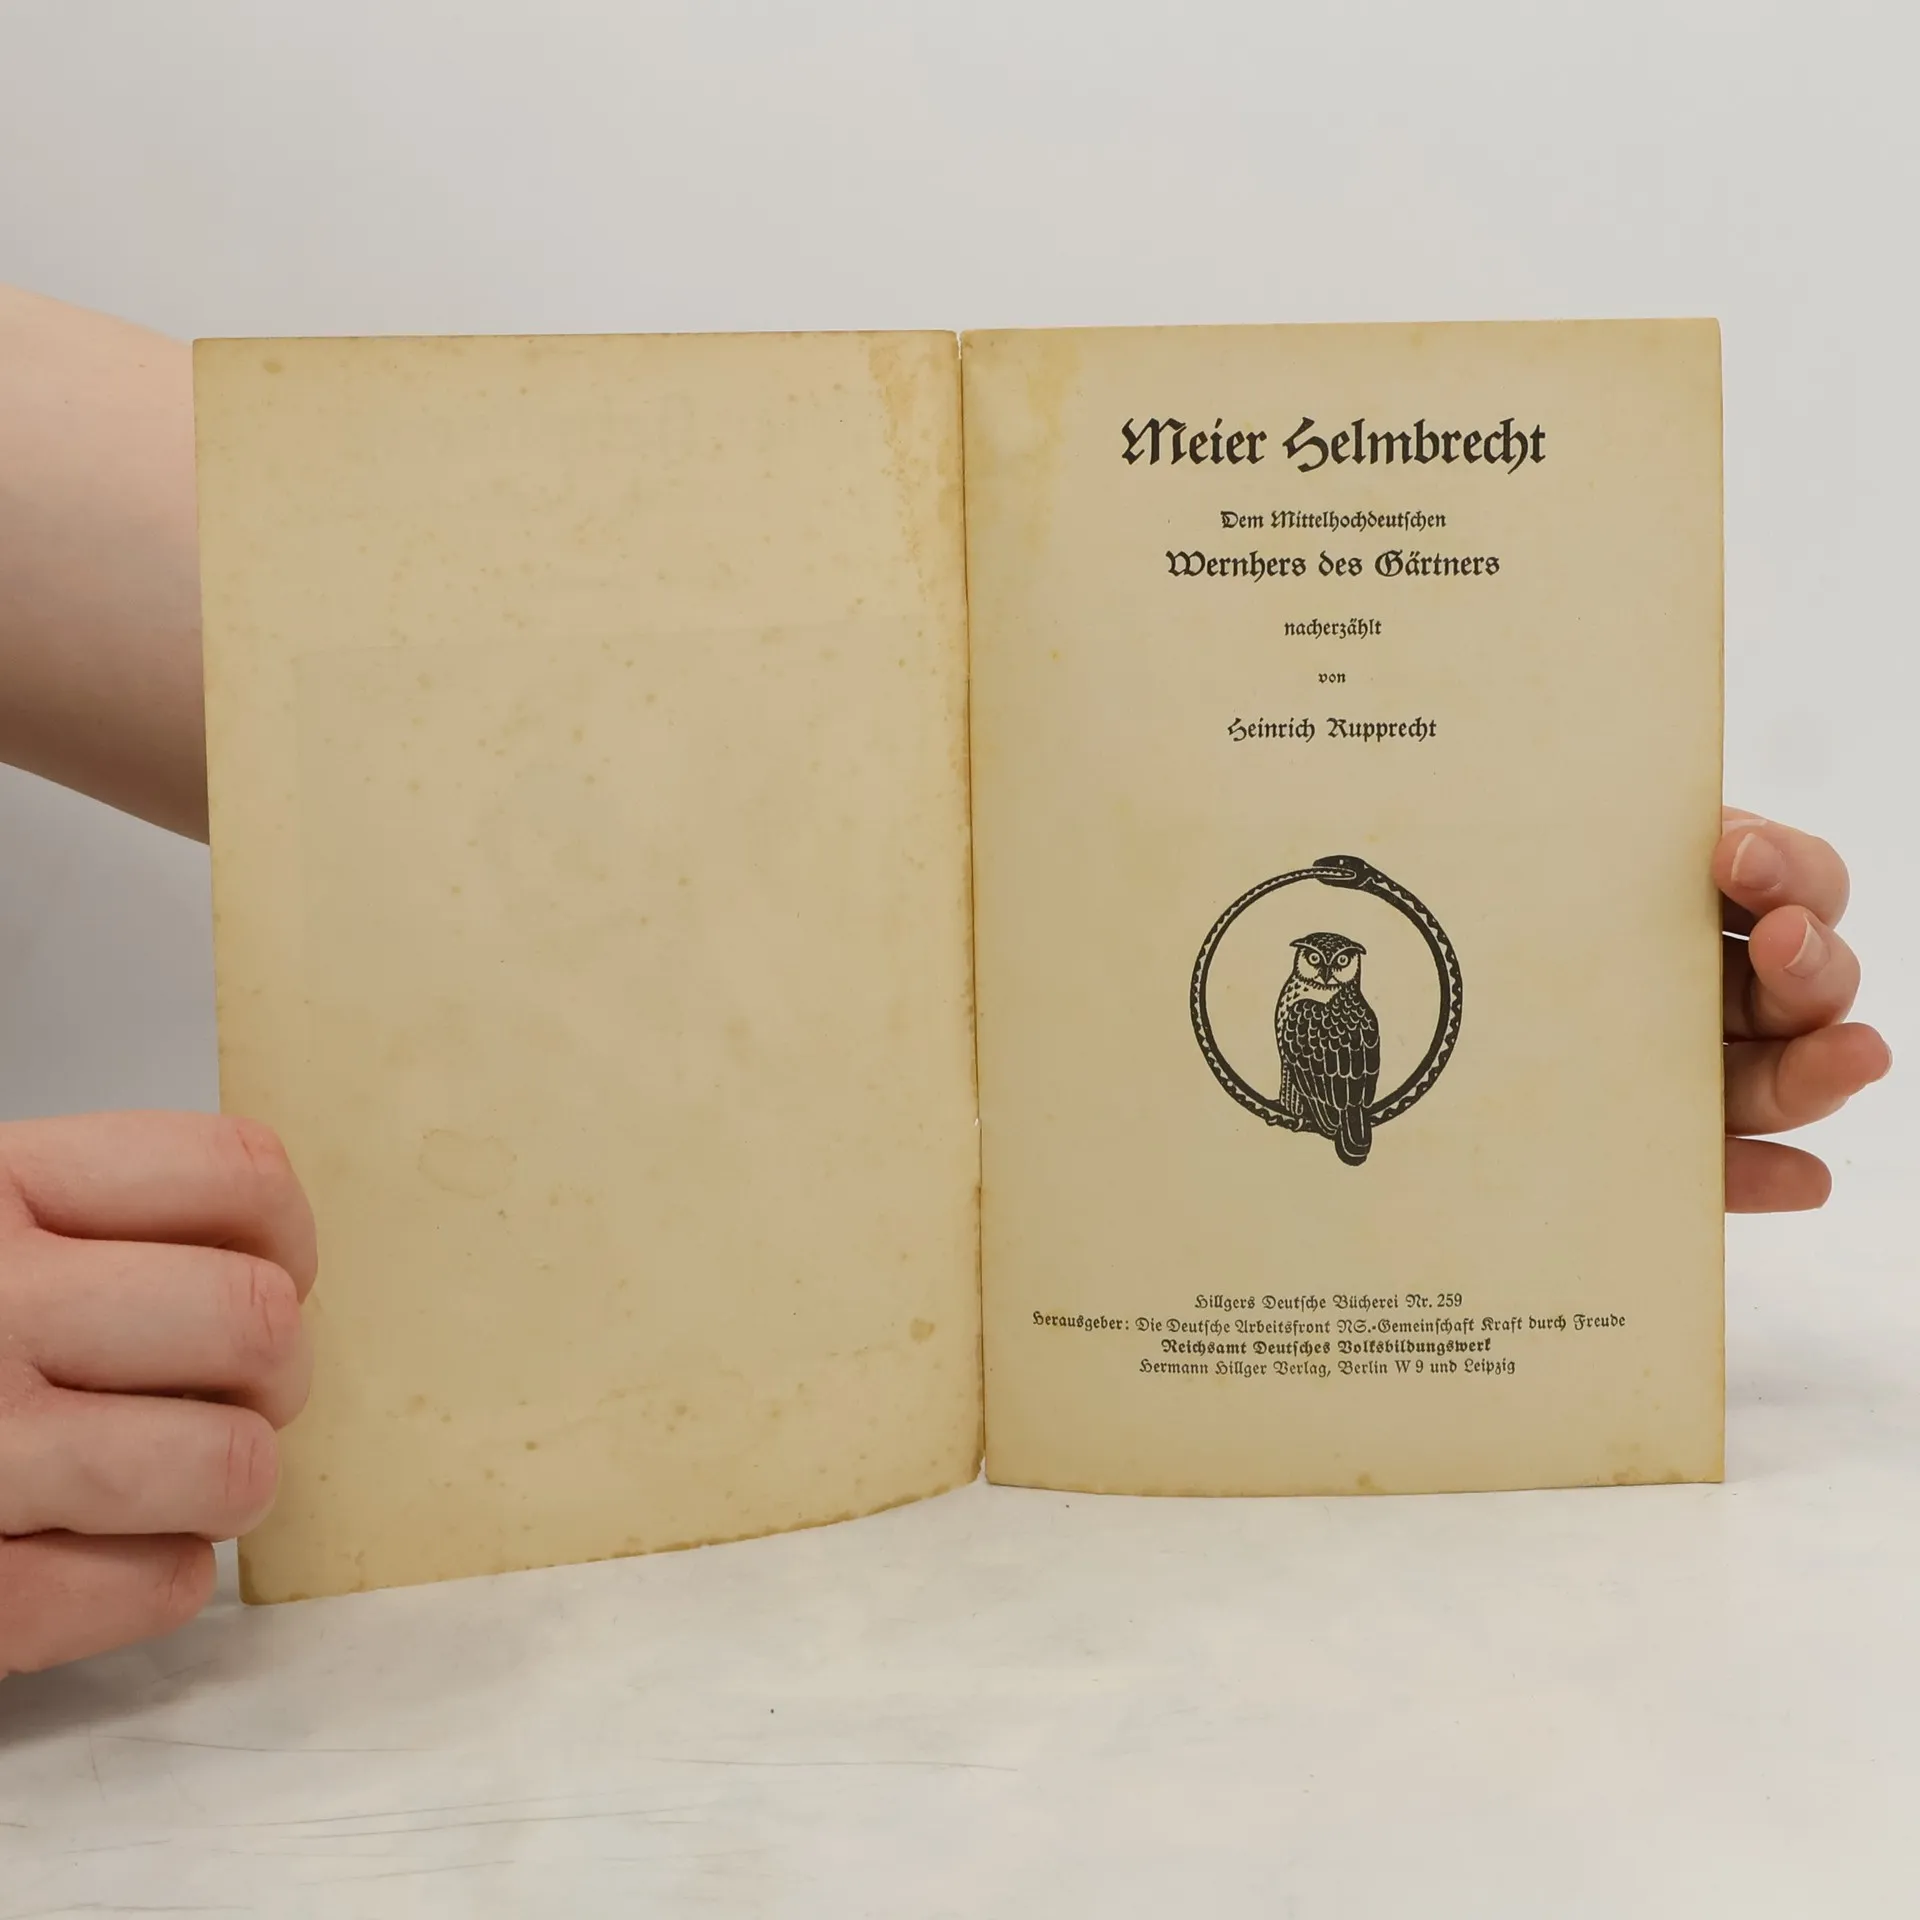 Meier Helmbrecht
Dem Mittelhochdeutschen
Wernhers des Gärtners
nacherzählt
von
Heinrich Rupprecht
Hillgers Deutsche Bücherei Nr. 259
Herausgeber: Die Deutsche Arbeitsfront NS.-Gemeinschaft Kraft durch Freude
Reichsamt Deutsches Volksbildungswerk
Hermann Hillger Verlag, Berlin W 9 und Leipzig